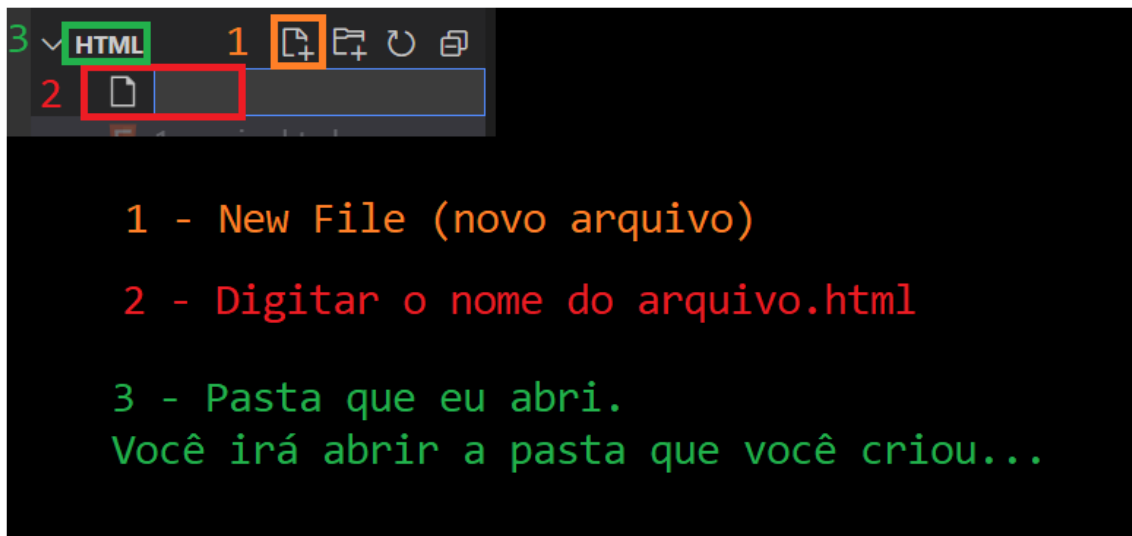 3 HTML 1
2
1 - New File (novo arquivo)
2 - Digitar o nome do arquivo.html
3 - Pasta que eu abri.
Você irá abrir a pasta que você criou...